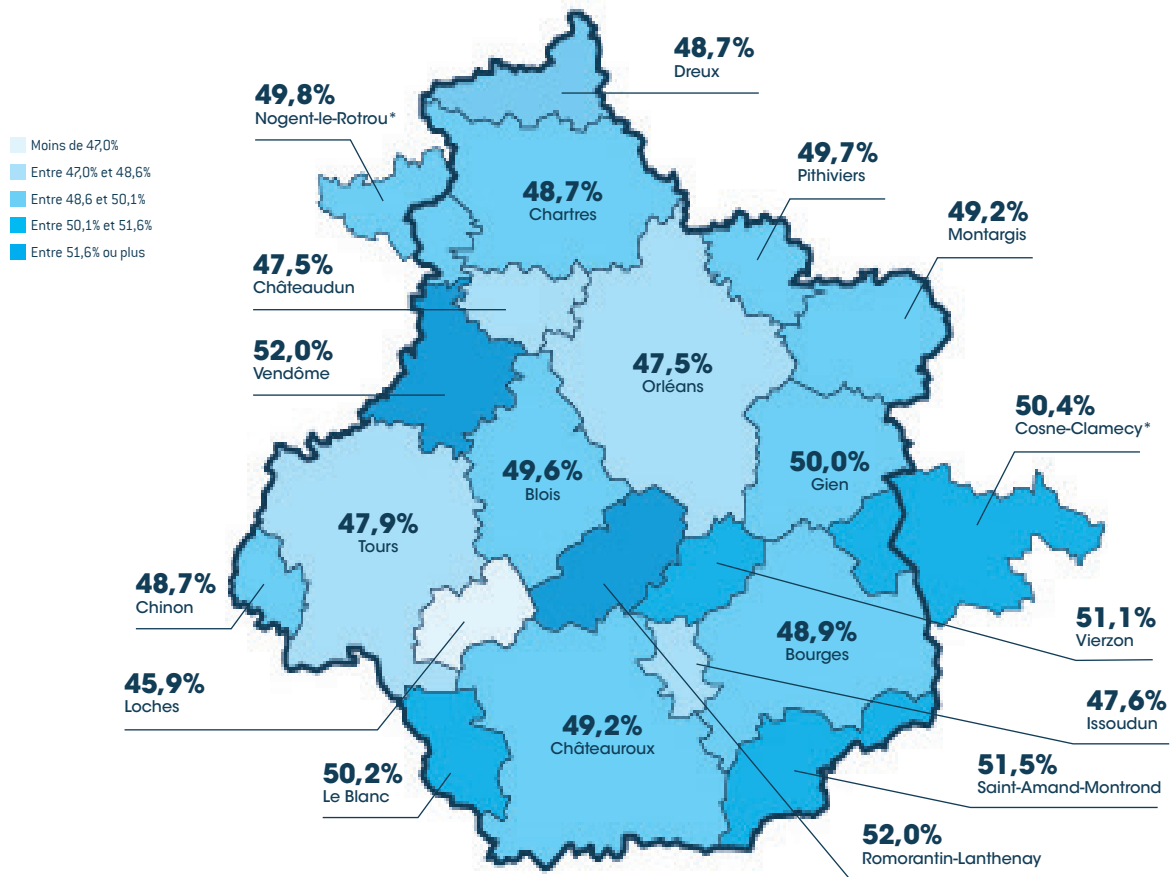 48,7%
Dreux
49,8%
Nogent-le-Rotrou*
Moins de 47,0%
Entre 47,0% et 48,6%
Entre 48,6 et 50,1%
Entre 50,1% et 51,6%
Entre 51,6% ou plus
49,7%
Pithiviers
48,7%
Chartres
49,2%
Montargis
47,5%
Châteaudun
52,0%
Vendôme
47,5%
Orléans
50,4%
Cosne-Clamecy*
49,6%
Blois
50,0%
Gien
47,9%
Tours
48,7%
Chinon
51,1%
Vierzon
48,9%
Bourges
45,9%
Loches
47,6%
Issoudun
49,2%
Châteauroux
50,2%
Le Blanc
51,5%
Saint-Amand-Montrond
52,0%
Romorantin-Lanthenay